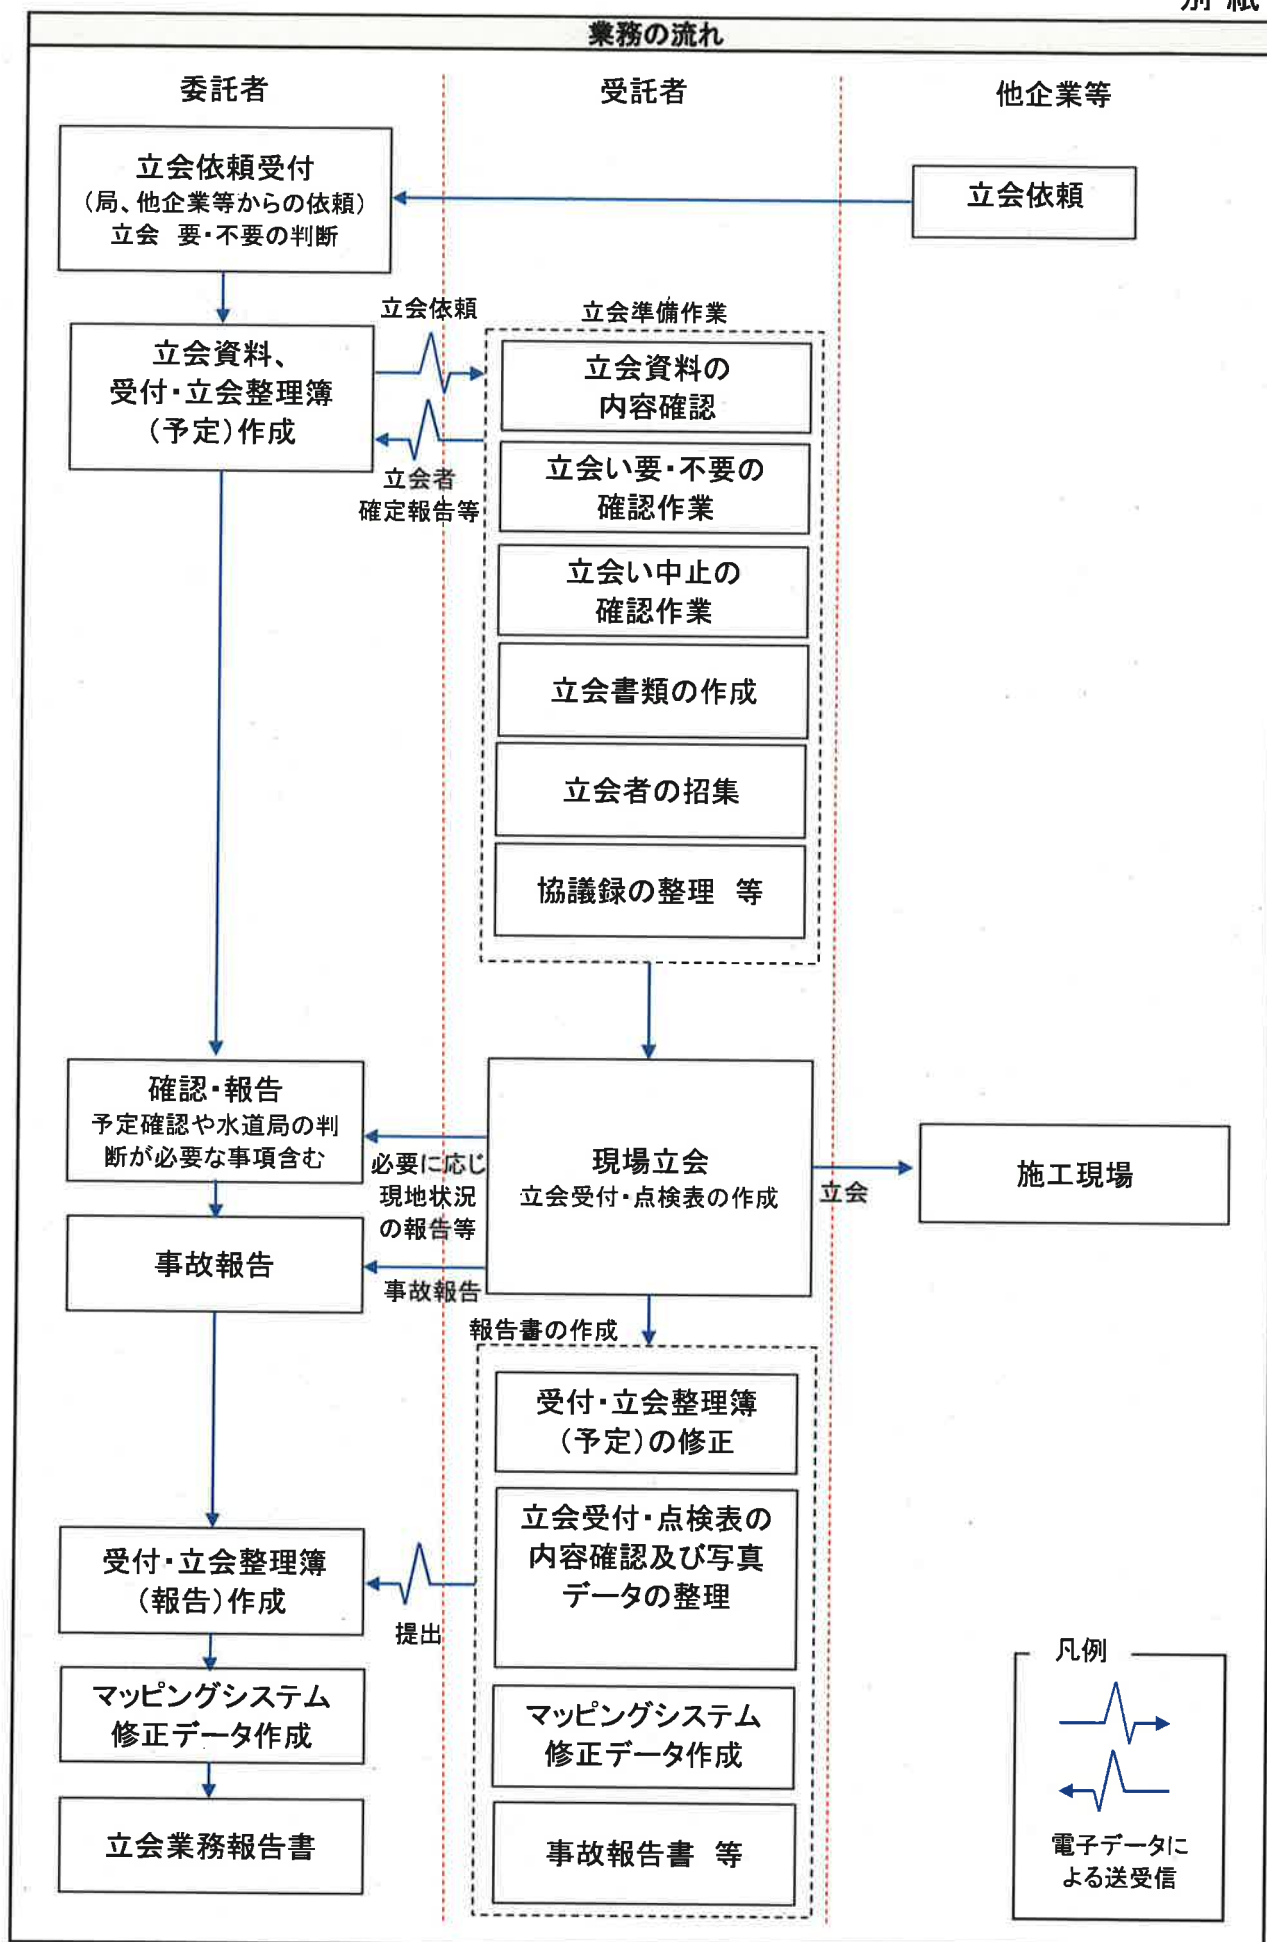 別 紙
業務の流れ
委託者
受託者
他企業等
立会依頼受付
（局、他企業等からの依頼）
立会　要・不要の判断
立会依頼
立会資料、
受付・立会整理簿
（予定）作成
立会依頼
立会者
確定報告等
立会準備作業
立会資料の
内容確認
立会い要・不要の
確認作業
立会い中止の
確認作業
立会書類の作成
立会者の招集
協議録の整理　等
確認・報告
予定確認や水道局の判
断が必要な事項含む
必要に応じ
現地状況
の報告等
現場立会
立会受付・点検表の作成
立会
施工現場
事故報告
事故報告
報告書の作成
受付・立会整理簿
（予定）の修正
立会受付・点検表の
内容確認及び写真
データの整理
受付・立会整理簿
（報告）作成
提出
マッピングシステム
修正データ作成
マッピングシステム
修正データ作成
立会業務報告書
事故報告書　等
凡例
電子データに
よる送受信